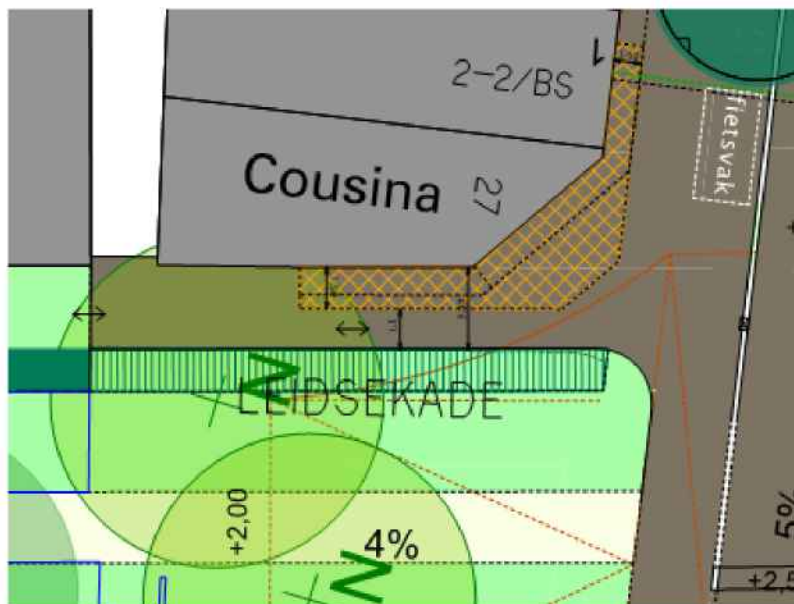 1
2-2/BS
fietsvak
Cousina
27
LEIDSEKADE
+2,00
4%
5%
+2,5